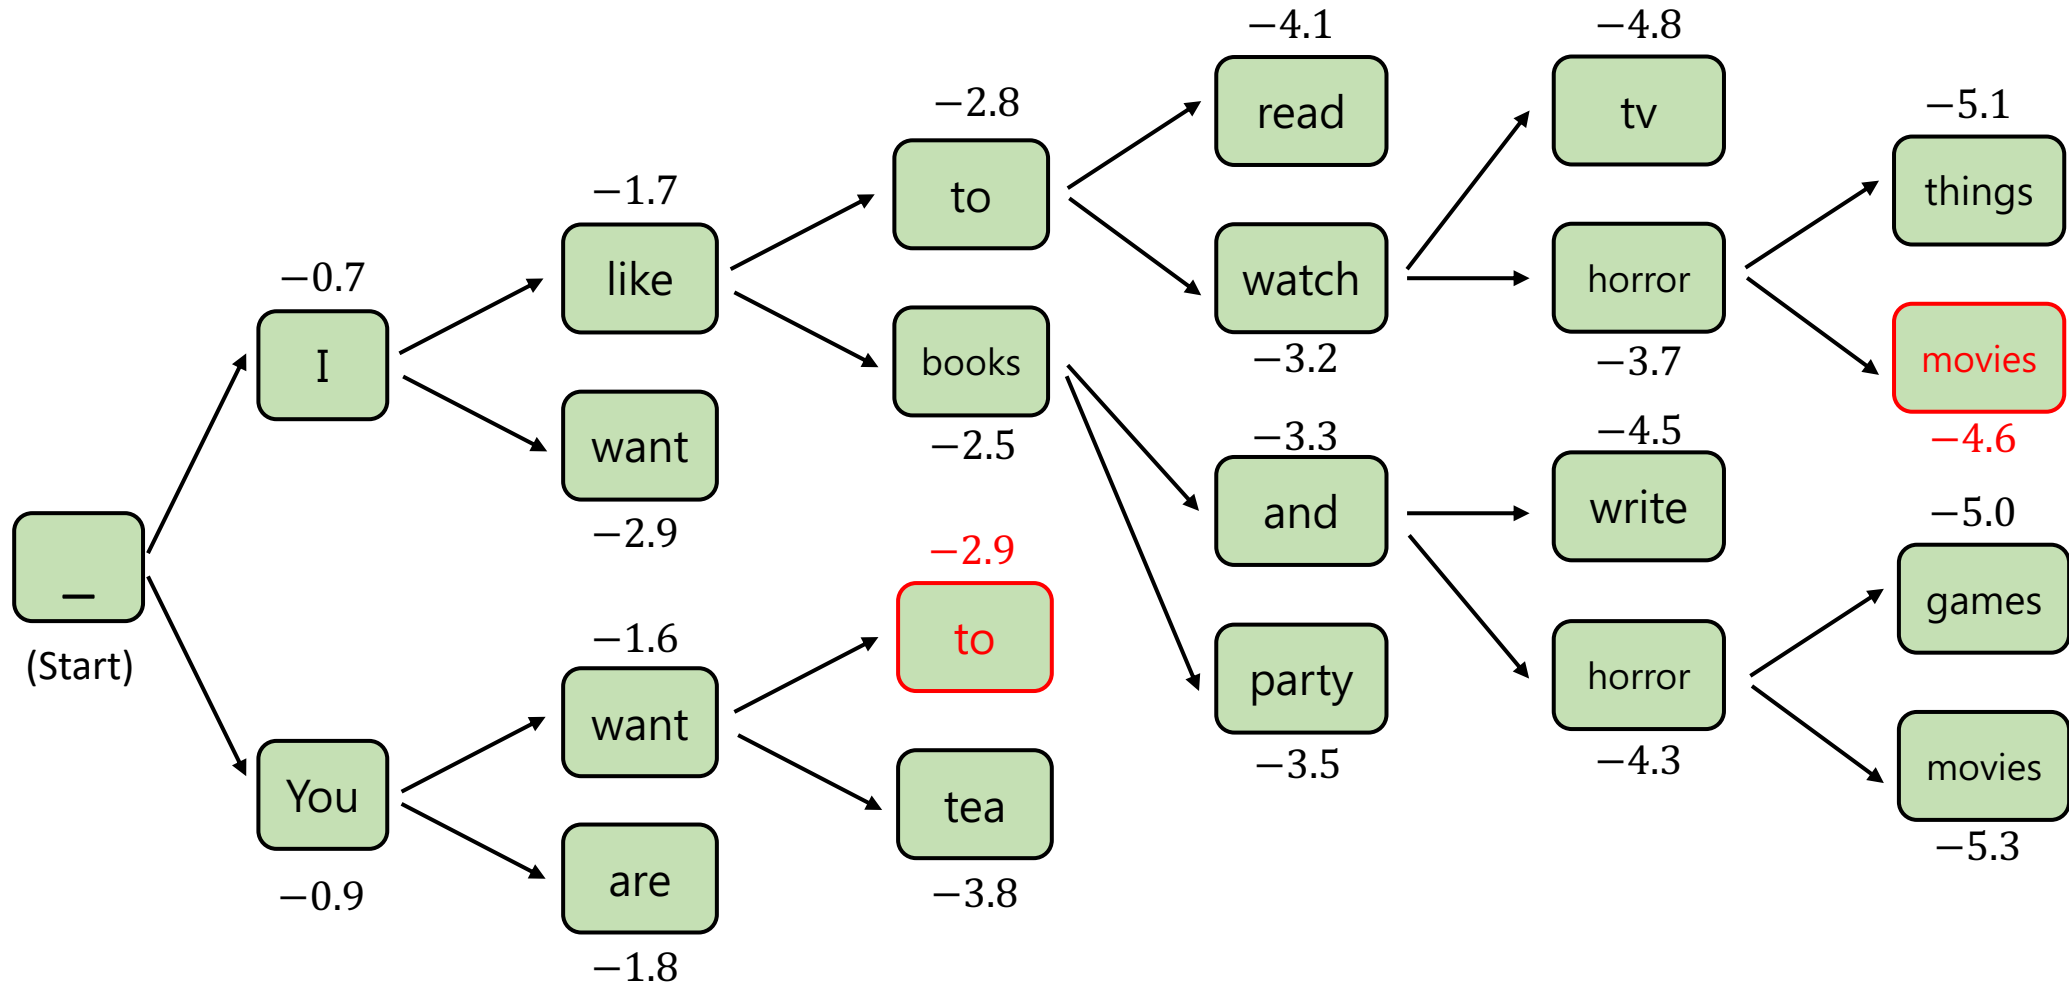 _
(Start)
−0.7
I
You
−0.9
−1.7
like
want
−2.9
−1.6
want
are
−1.8
−2.8
to
books
−2.5
−2.9
to
tea
−3.8
−4.1
read
watch
−3.2
−3.3
and
party
−3.5
−4.8
tv
horror
−3.7
−4.5
write
horror
−4.3
−5.1
things
movies
−4.6
−5.0
games
movies
−5.3